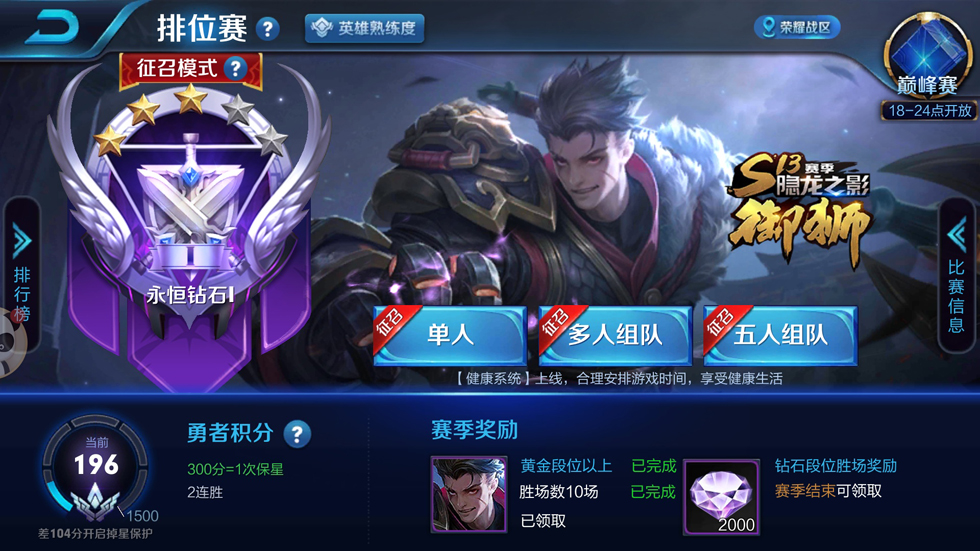 排位赛
?
英雄熟练度
荣耀战区
巅峰赛
18-24点开放
征召模式 ?
永恒钻石I
排行榜
S13赛季
隐龙之影
御狮
比赛信息
征召
单人
征召
多人组队
征召
五人组队
【健康系统】上线，合理安排游戏时间，享受健康生活
当前
196
1500
差104分开启掉星保护
勇者积分 ?
300分=1次保星
2连胜
赛季奖励
黄金段位以上 已完成
胜场数10场 已完成
已领取
2000
钻石段位胜场奖励
赛季结束可领取